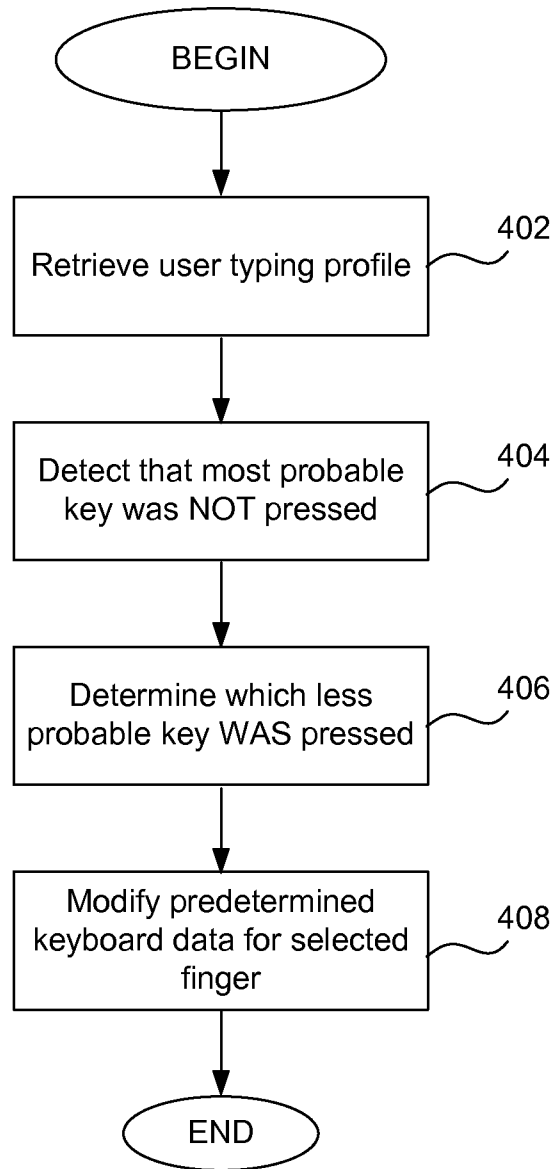 BEGIN
Retrieve user typing profile
402
Detect that most probable
key was NOT pressed
404
Determine which less
probable key WAS pressed
406
Modify predetermined
keyboard data for selected
finger
408
END